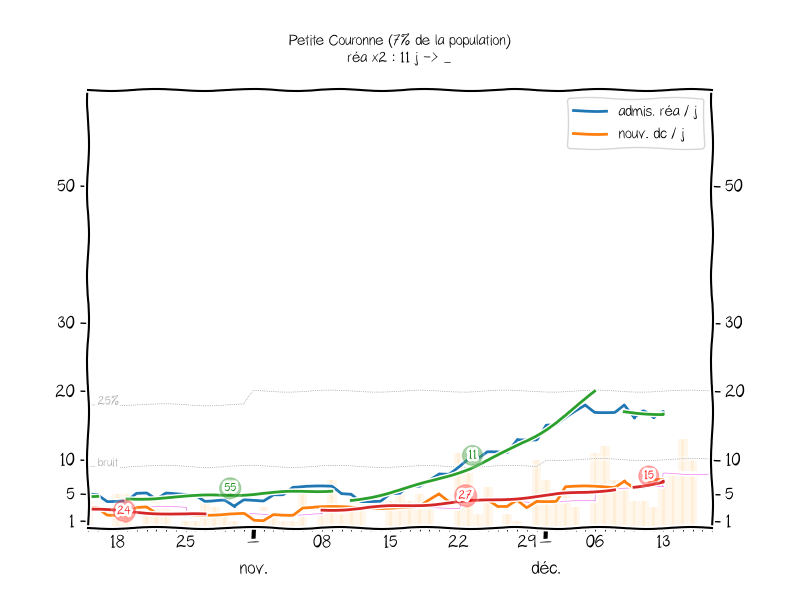 Petite Couronne (7% de la population)
réa x2 : 11 j -> _
admis. réa / j
nouv. dc / j
50 50
30 30
20 20
25%
10 10
bruit
5 5
1 1
24
55
11
27
15
18 25 08 15 22 29 06 13
nov. déc.